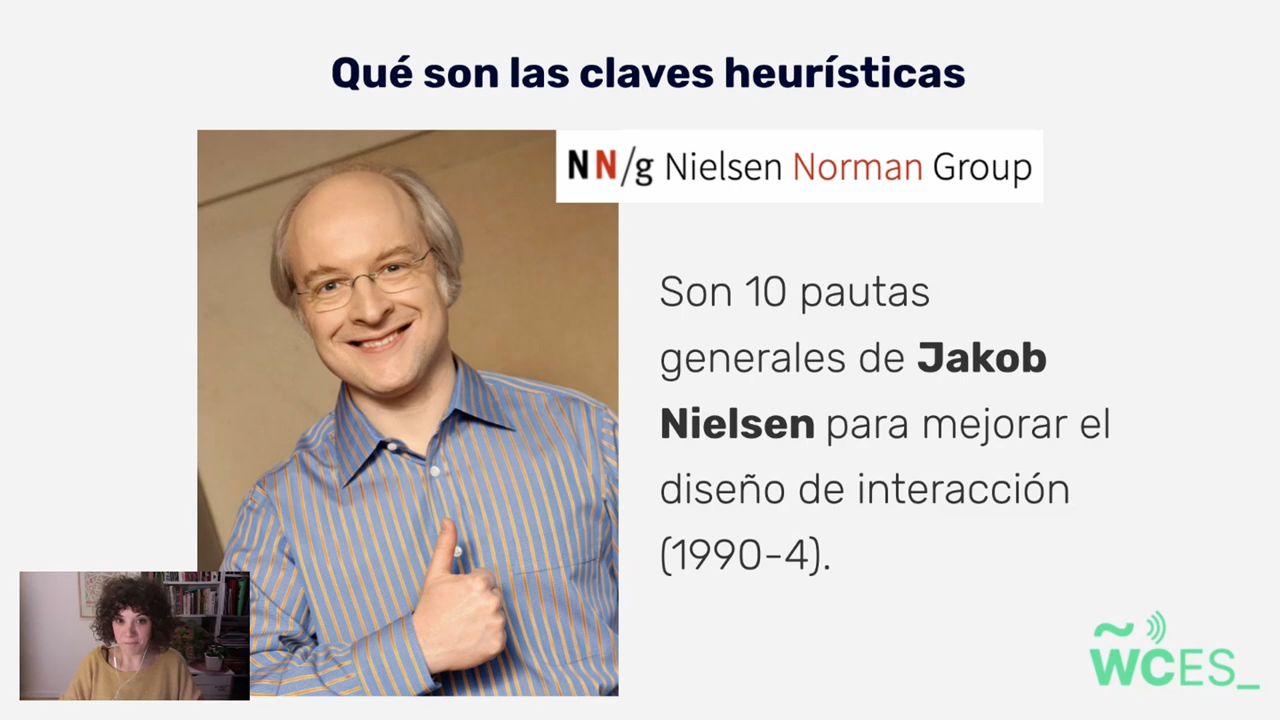 Qué son las claves heurísticas
NN/g Nielsen Norman Group
Son 10 pautas
generales de Jakob
Nielsen para mejorar el
diseño de interacción
(1990-4).
WCES_